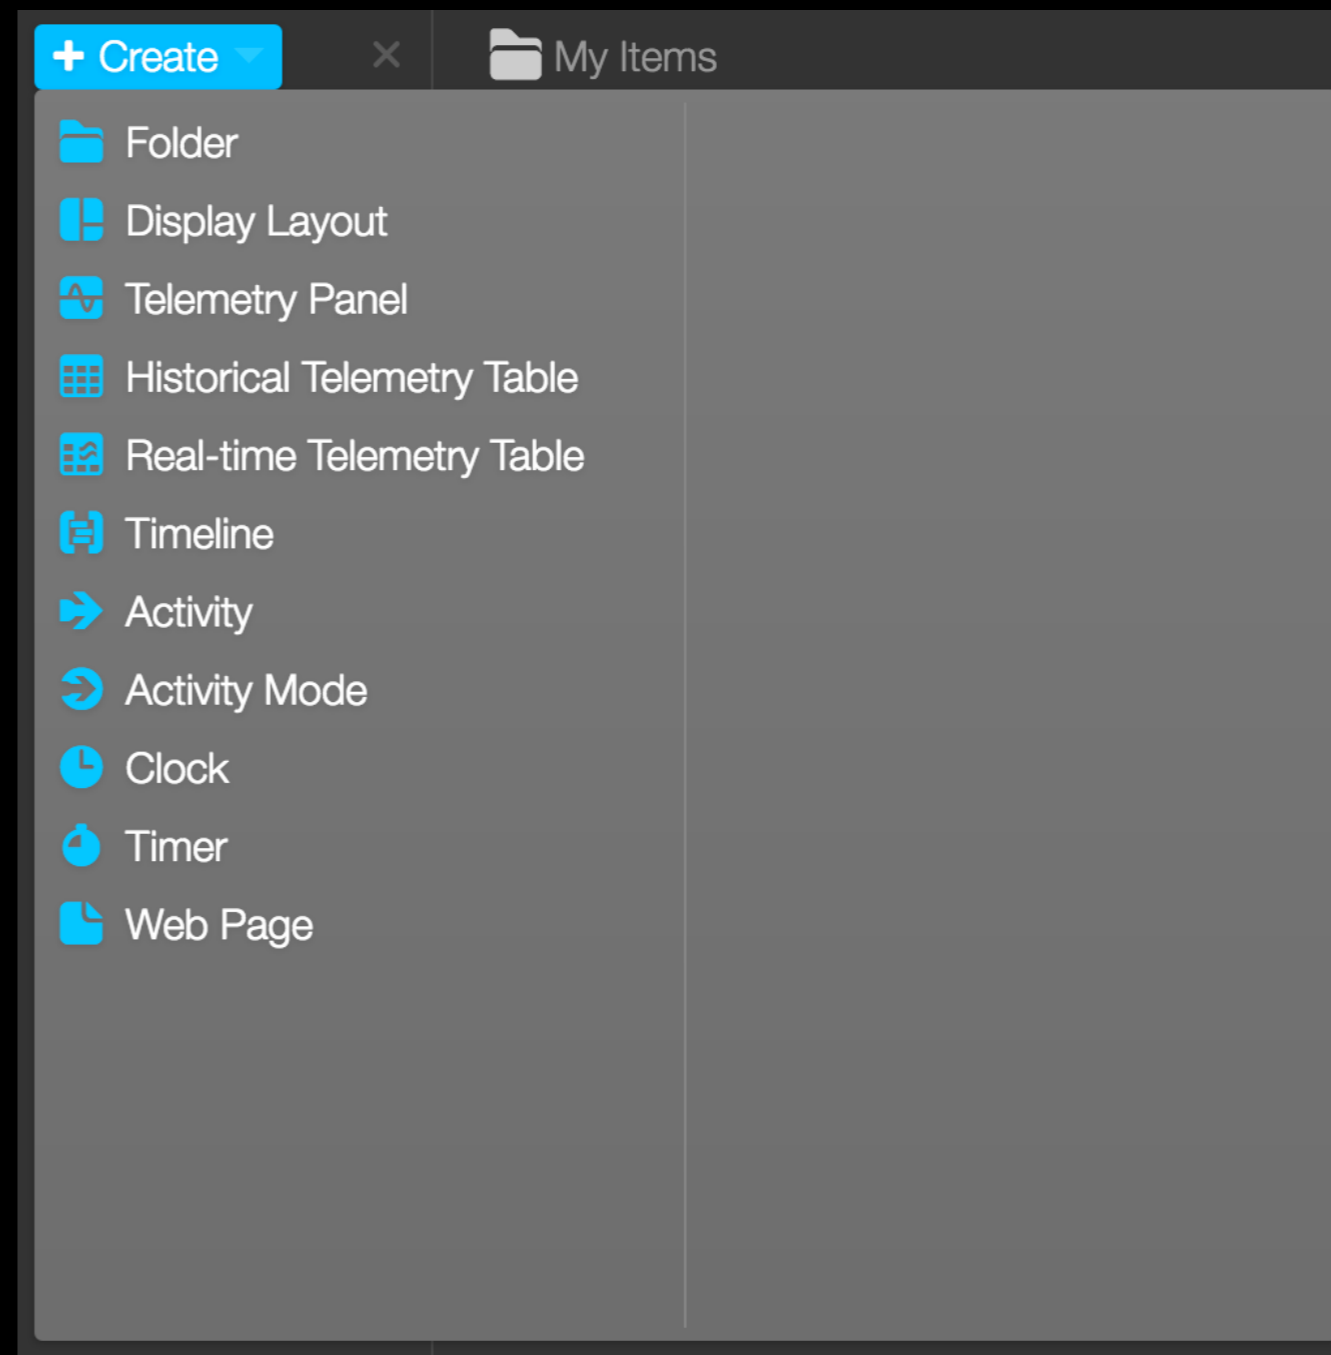 Create
My Items
Folder
Display Layout
Telemetry Panel
Historical Telemetry Table
Real-time Telemetry Table
Timeline
Activity
Activity Mode
Clock
Timer
Web Page